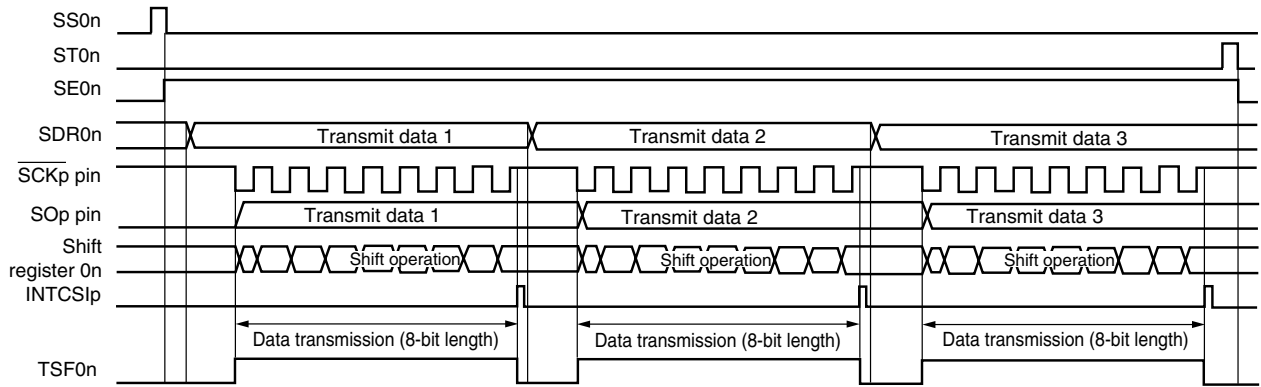 SS0n
ST0n
SE0n
SDR0n Transmit data 1 Transmit data 2 Transmit data 3
SCKp pin
SOp pin Transmit data 1 Transmit data 2 Transmit data 3
Shift
register 0n Shift operation Shift operation Shift operation
INTCSIp
Data transmission (8-bit length) Data transmission (8-bit length) Data transmission (8-bit length)
TSF0n